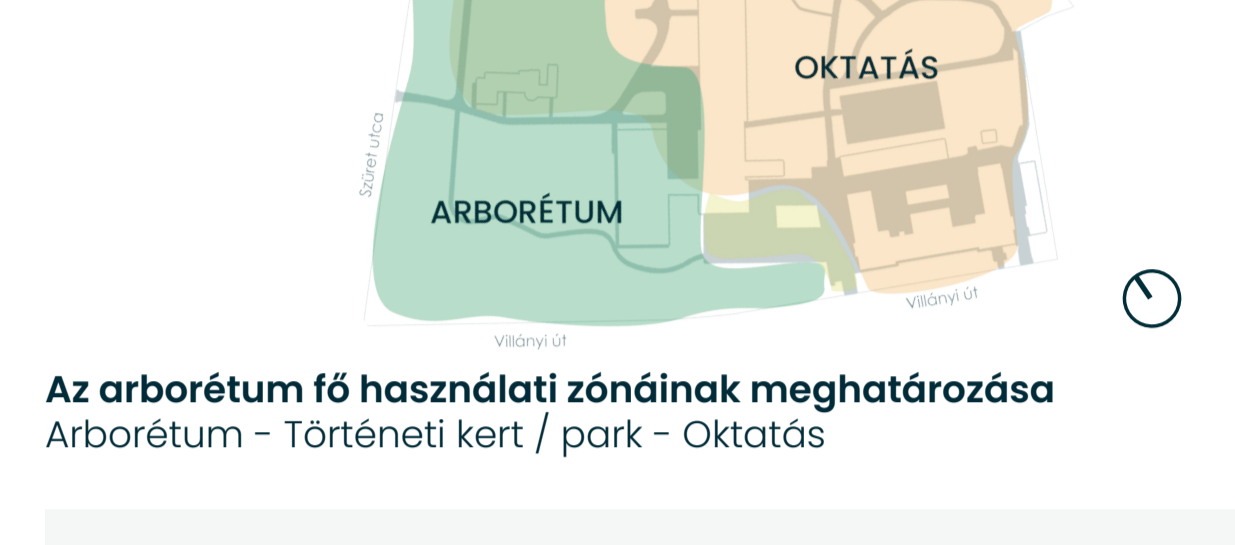 OKTATÁS
Szüret utca
ARBORÉTUM
Villányi út
Villányi út
Az arborétum fő használati zónáinak meghatározása
Arborétum - Történeti kert / park - Oktatás